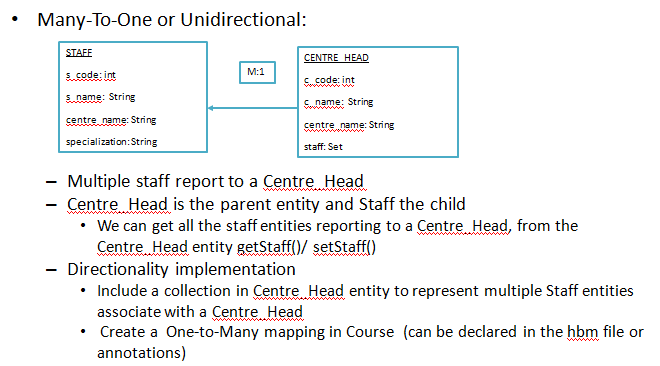 • Many-To-One or Unidirectional:
STAFF
s_code: int
s_name: String
centre_name: String
specialization: String
M:1
CENTRE_HEAD
c_code: int
c_name: String
centre_name: String
staff: Set
– Multiple staff report to a Centre_Head
– Centre_Head is the parent entity and Staff the child
• We can get all the staff entities reporting to a Centre_Head, from the
Centre_Head entity getStaff()/ setStaff()
– Directionality implementation
• Include a collection in Centre_Head entity to represent multiple Staff entities
associate with a Centre_Head
• Create a One-to-Many mapping in Course (can be declared in the hbm file or
annotations)